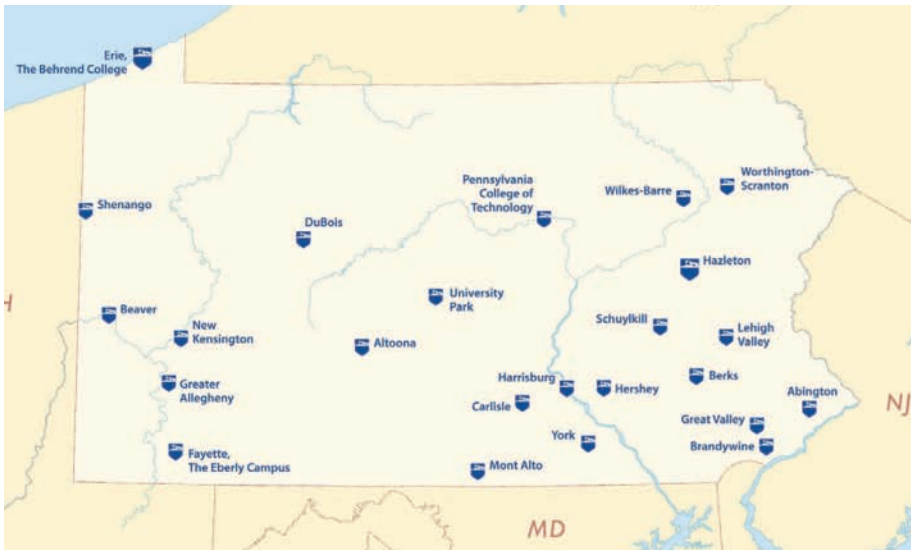 Erie,
The Behrend College
Shenango
DuBois
Pennsylvania
College of
Technology
Wilkes-Barre
Worthington-
Scranton
Hazleton
Beaver
New
Kensington
University
Park
Altoona
Schuylkill
Lehigh
Valley
Greater
Allegheny
Harrisburg
Hershey
Berks
Abington
Carlisle
Great Valley
Brandywine
York
Fayette,
The Eberly Campus
Mont Alto
MD
NJ
H